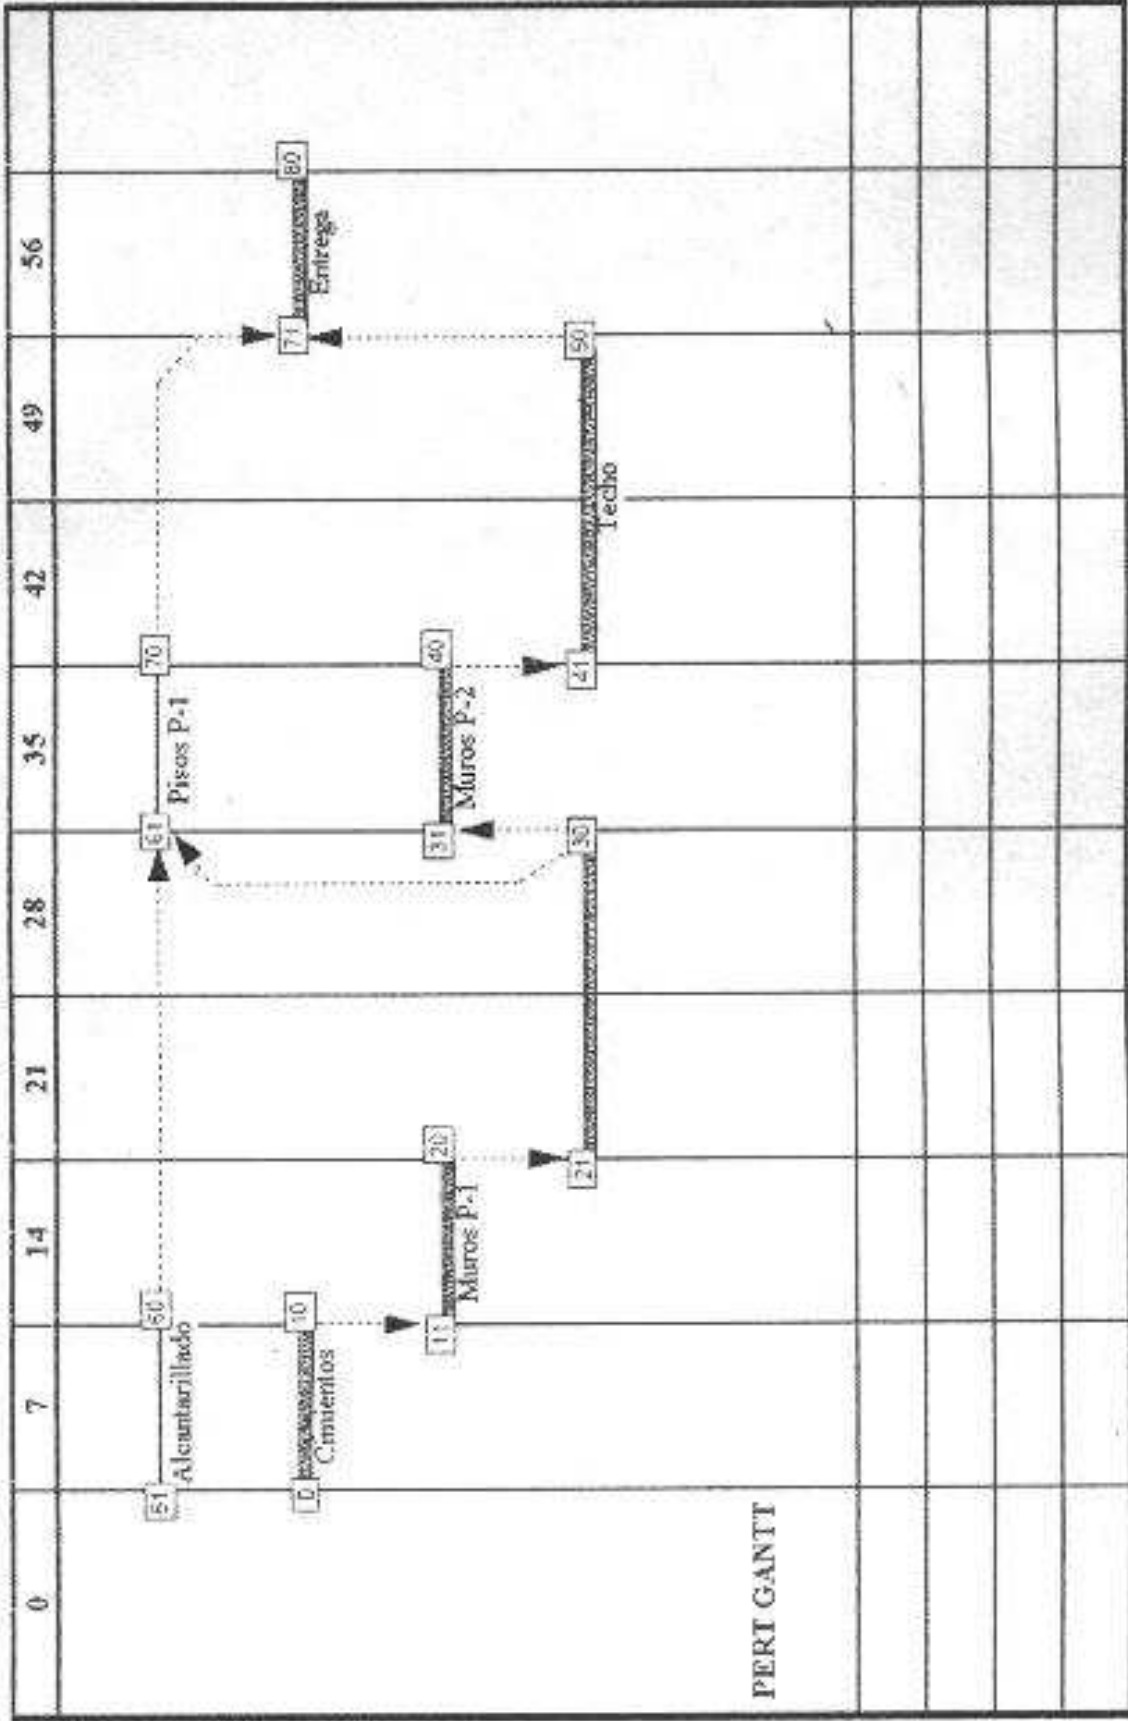 0 7 14 21 28 35 42 49 56
51 60 61 70
Alcantarillado
Pisos P-1
0 10 71 80
Cimientos
Entrega
11 20 31 40
Muros P-1
Muros P-2
21 30 41 50
Techo
PERT GANTT